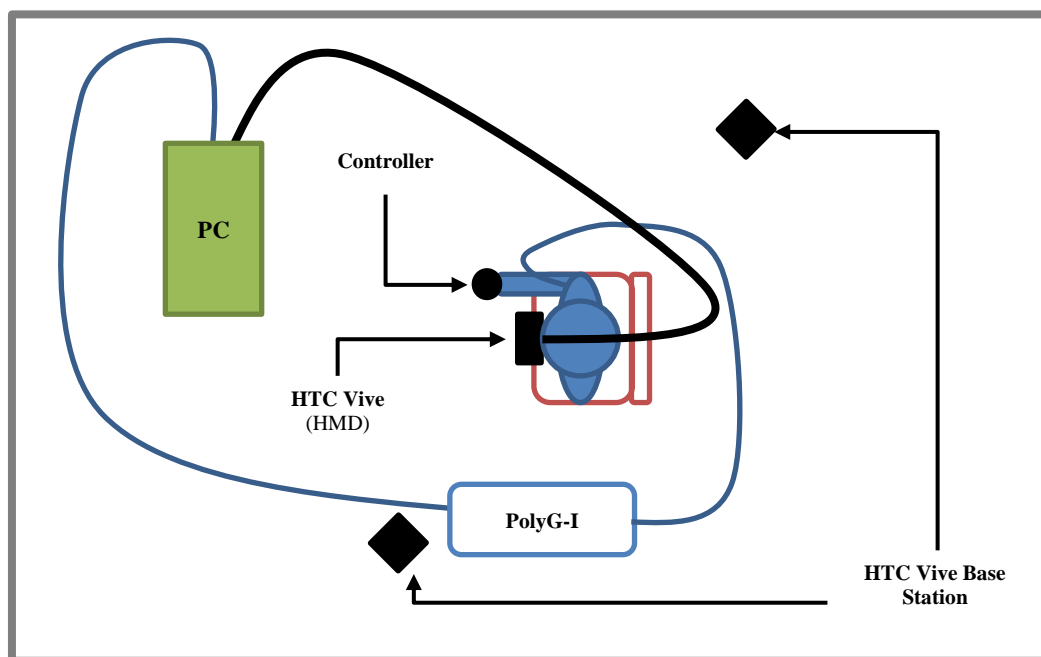 Controller
PC
HTC Vive
(HMD)
PolyG-I
HTC Vive Base
Station